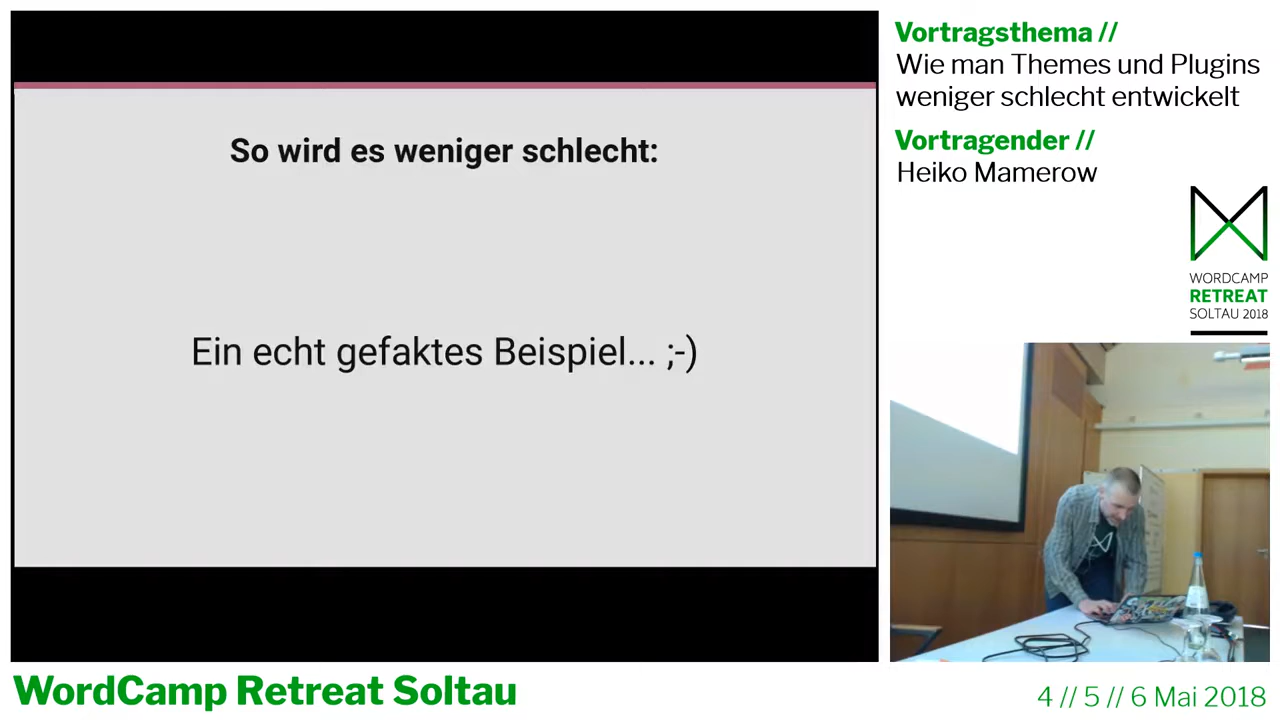 So wird es weniger schlecht:
Ein echt gefaktes Beispiel... ;-)
Vortragsthema //
Wie man Themes und Plugins
weniger schlecht entwickelt
Vortragender //
Heiko Mamerow
WORDCAMP
RETREAT
SOLTAU 2018
WordCamp Retreat Soltau
4 // 5 // 6 Mai 2018